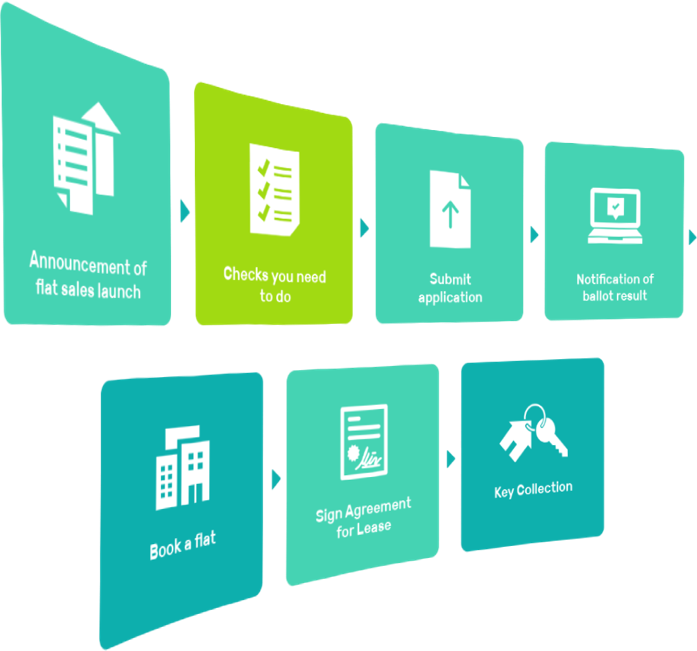 Announcement of
flat sales launch
Checks you need
to do
Submit
application
Notification of
ballot result
Book a flat
Sign Agreement
for Lease
Key Collection